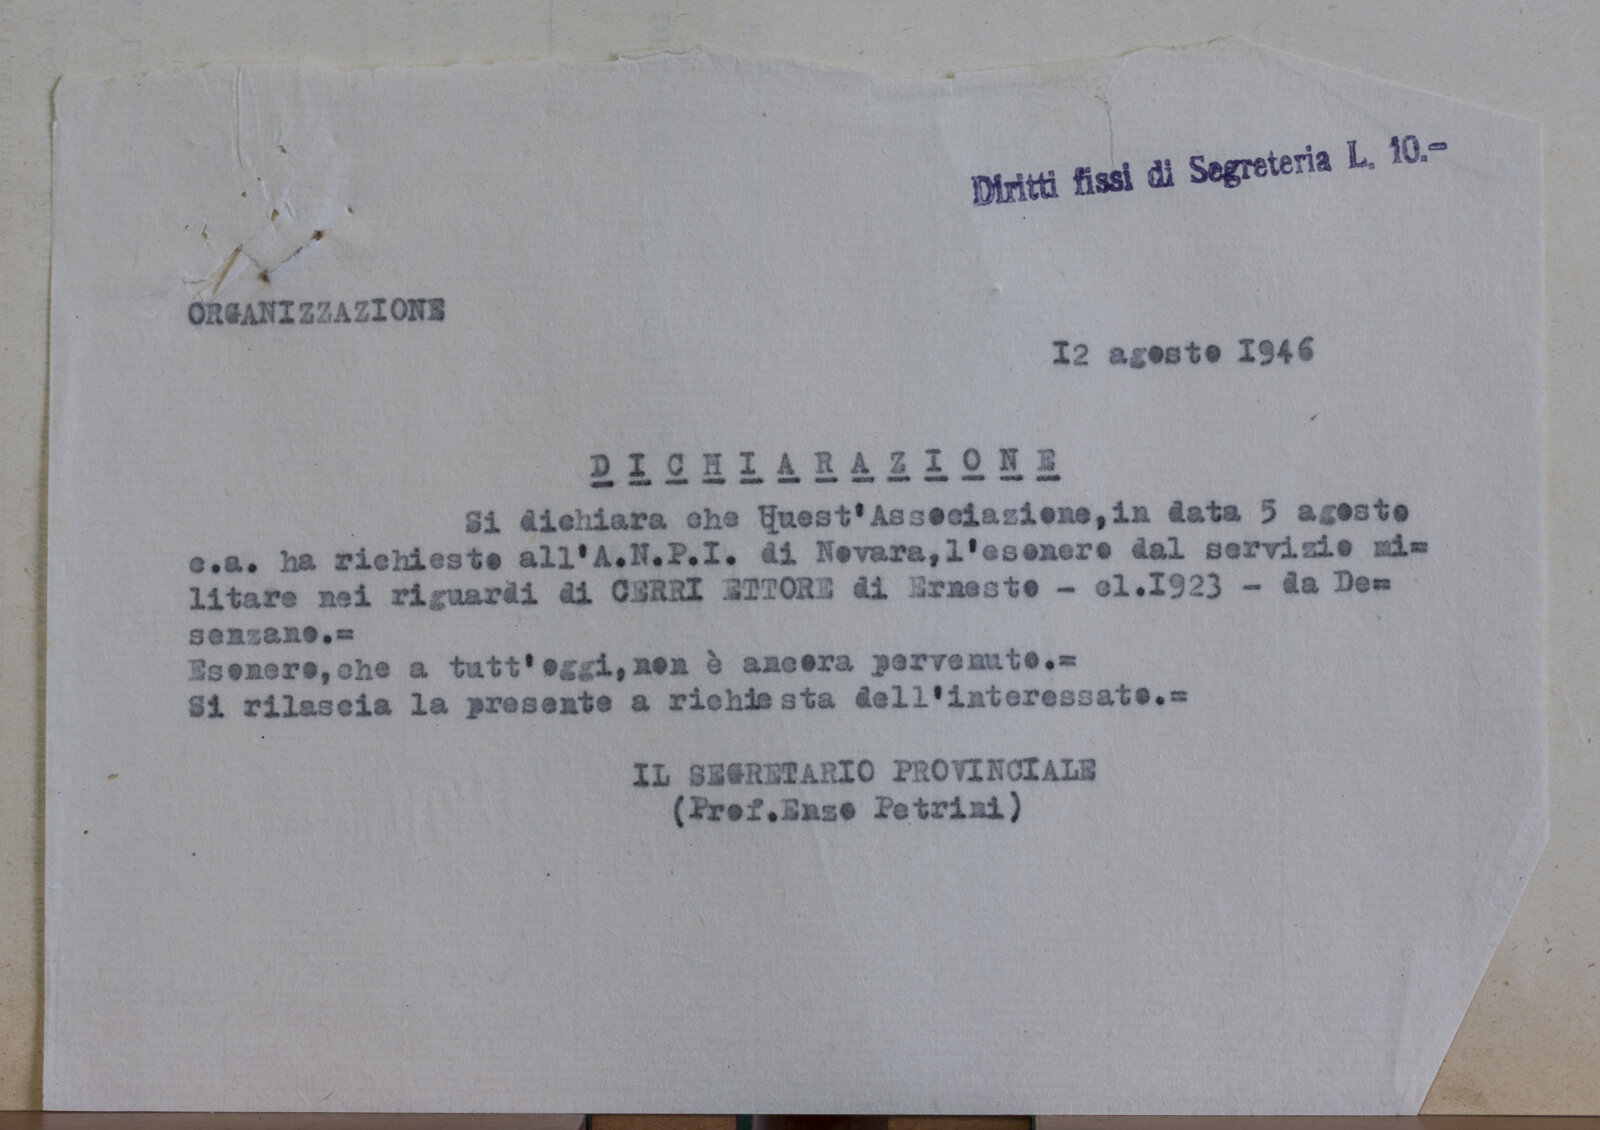 Diritti fissi di Segreteria L. 10.-
ORGANIZZAZIONE
I2 agosto I946
D I C H I A R A Z I O N E
Si dichiara che Quest'Associazione,in data 5 agosto
c.a. ha richiesto all'A.N.P.I. di Novara,l'esonero dal servizio mi=
litare nei riguardi di CERRI ETTORE di Ernesto - cl.I923 - da De=
senzano.=
Esonero,che a tutt'oggi,non è ancora pervenuto.=
Si rilascia la presente a richiesta dell'interessato.=
IL SEGRETARIO PROVINCIALE
(Prof.Enzo Petrini)